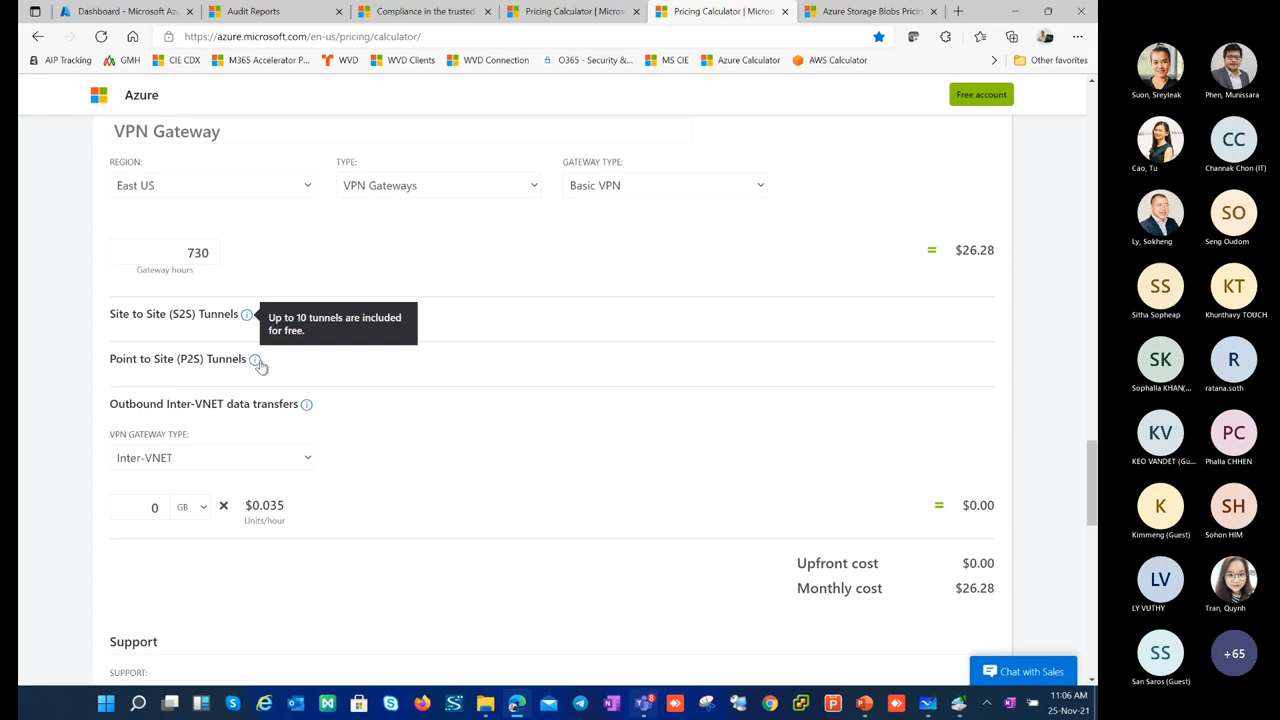 Dashboard - Microsoft Az
Audit Reports
Compliance in the trusted
Pricing Calculator | Micros
Pricing Calculator | Micros
Azure Storage Blobs Pric
https://azure.microsoft.com/en-us/pricing/calculator/
AIP Tracking
GMH
CIE CDX
M365 Accelerator P...
WVD
WVD Clients
WVD Connection
O365 - Security &...
MS CIE
Azure Calculator
AWS Calculator
Other favorites
Azure
Free account
VPN Gateway
REGION:
TYPE:
GATEWAY TYPE:
East US
VPN Gateways
Basic VPN
730
Gateway hours
=
$26.28
Site to Site (S2S) Tunnels
Up to 10 tunnels are included
for free.
Point to Site (P2S) Tunnels
Outbound Inter-VNET data transfers
VPN GATEWAY TYPE:
Inter-VNET
0
GB
×
$0.035
Units/hour
=
$0.00
Upfront cost
$0.00
Monthly cost
$26.28
Support
SUPPORT:
Chat with Sales
11:06 AM
25-Nov-21
Suon, Sreyleak
Phen, Munissara
CC
Cao, Tu
Channak Chon (IT)
SO
Ly, Sokheng
Seng Oudom
SS
KT
Sitha Sopheap
Khunthavy TOUCH
SK
R
Sophalla KHAN(...
ratana.soth
KV
PC
KEO VANDET (Gu...
Phalla CHHEN
K
SH
Kimmeng (Guest)
Sohon HIM
LV
LY VUTHY
Tran, Quynh
SS
+65
San Saros (Guest)